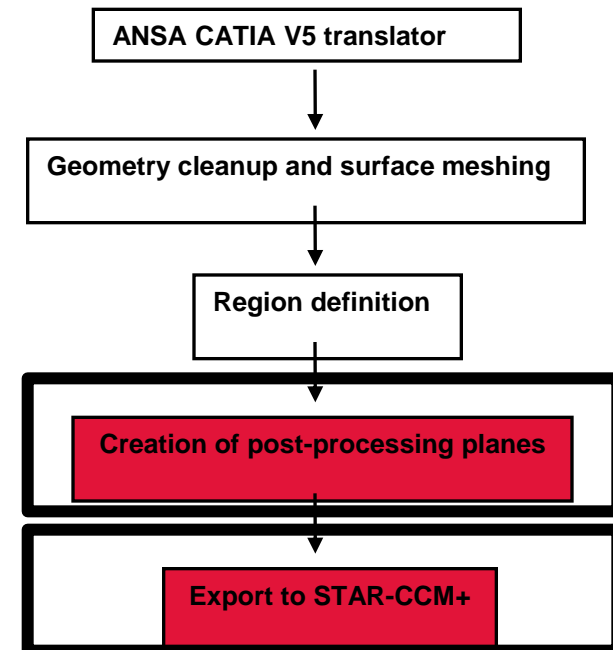 ANSA CATIA V5 translator
Geometry cleanup and surface meshing
Region definition
Creation of post-processing planes
Export to STAR-CCM+